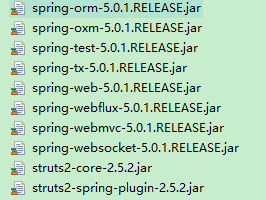 spring-orm-5.0.1.RELEASE.jar
spring-oxm-5.0.1.RELEASE.jar
spring-test-5.0.1.RELEASE.jar
spring-tx-5.0.1.RELEASE.jar
spring-web-5.0.1.RELEASE.jar
spring-webflux-5.0.1.RELEASE.jar
spring-webmvc-5.0.1.RELEASE.jar
spring-websocket-5.0.1.RELEASE.jar
struts2-core-2.5.2.jar
struts2-spring-plugin-2.5.2.jar